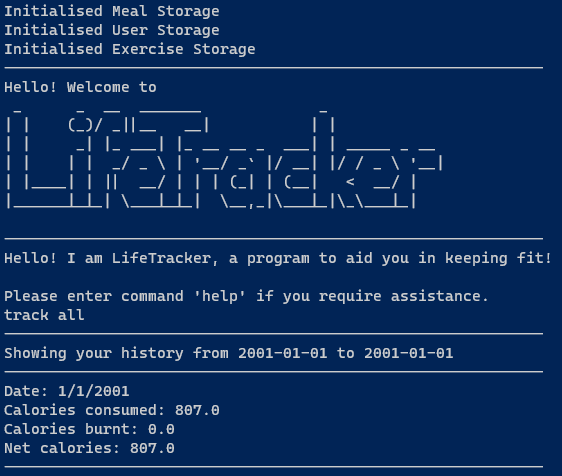 Initialised Meal Storage
Initialised User Storage
Initialised Exercise Storage
Hello! Welcome to
LifeTracker
Hello! I am LifeTracker, a program to aid you in keeping fit!
Please enter command 'help' if you require assistance.
track all
Showing your history from 2001-01-01 to 2001-01-01
Date: 1/1/2001
Calories consumed: 807.0
Calories burnt: 0.0
Net calories: 807.0